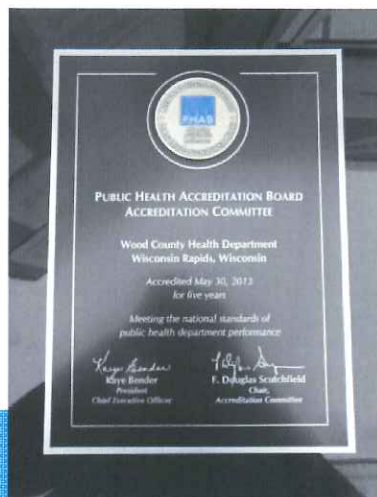 PHAB
PUBLIC HEALTH ACCREDITATION BOARD
ACCREDITATION COMMITTEE
Wood County Health Department
Wisconsin Rapids, Wisconsin
Accredited May 30, 2013
for five years
Meeting the national standards of
public health department performance
Kaye Bender
Kaye Bender
President
Chief Executive Officer
F. Douglas Scutchfield
Chair,
Accreditation Committee